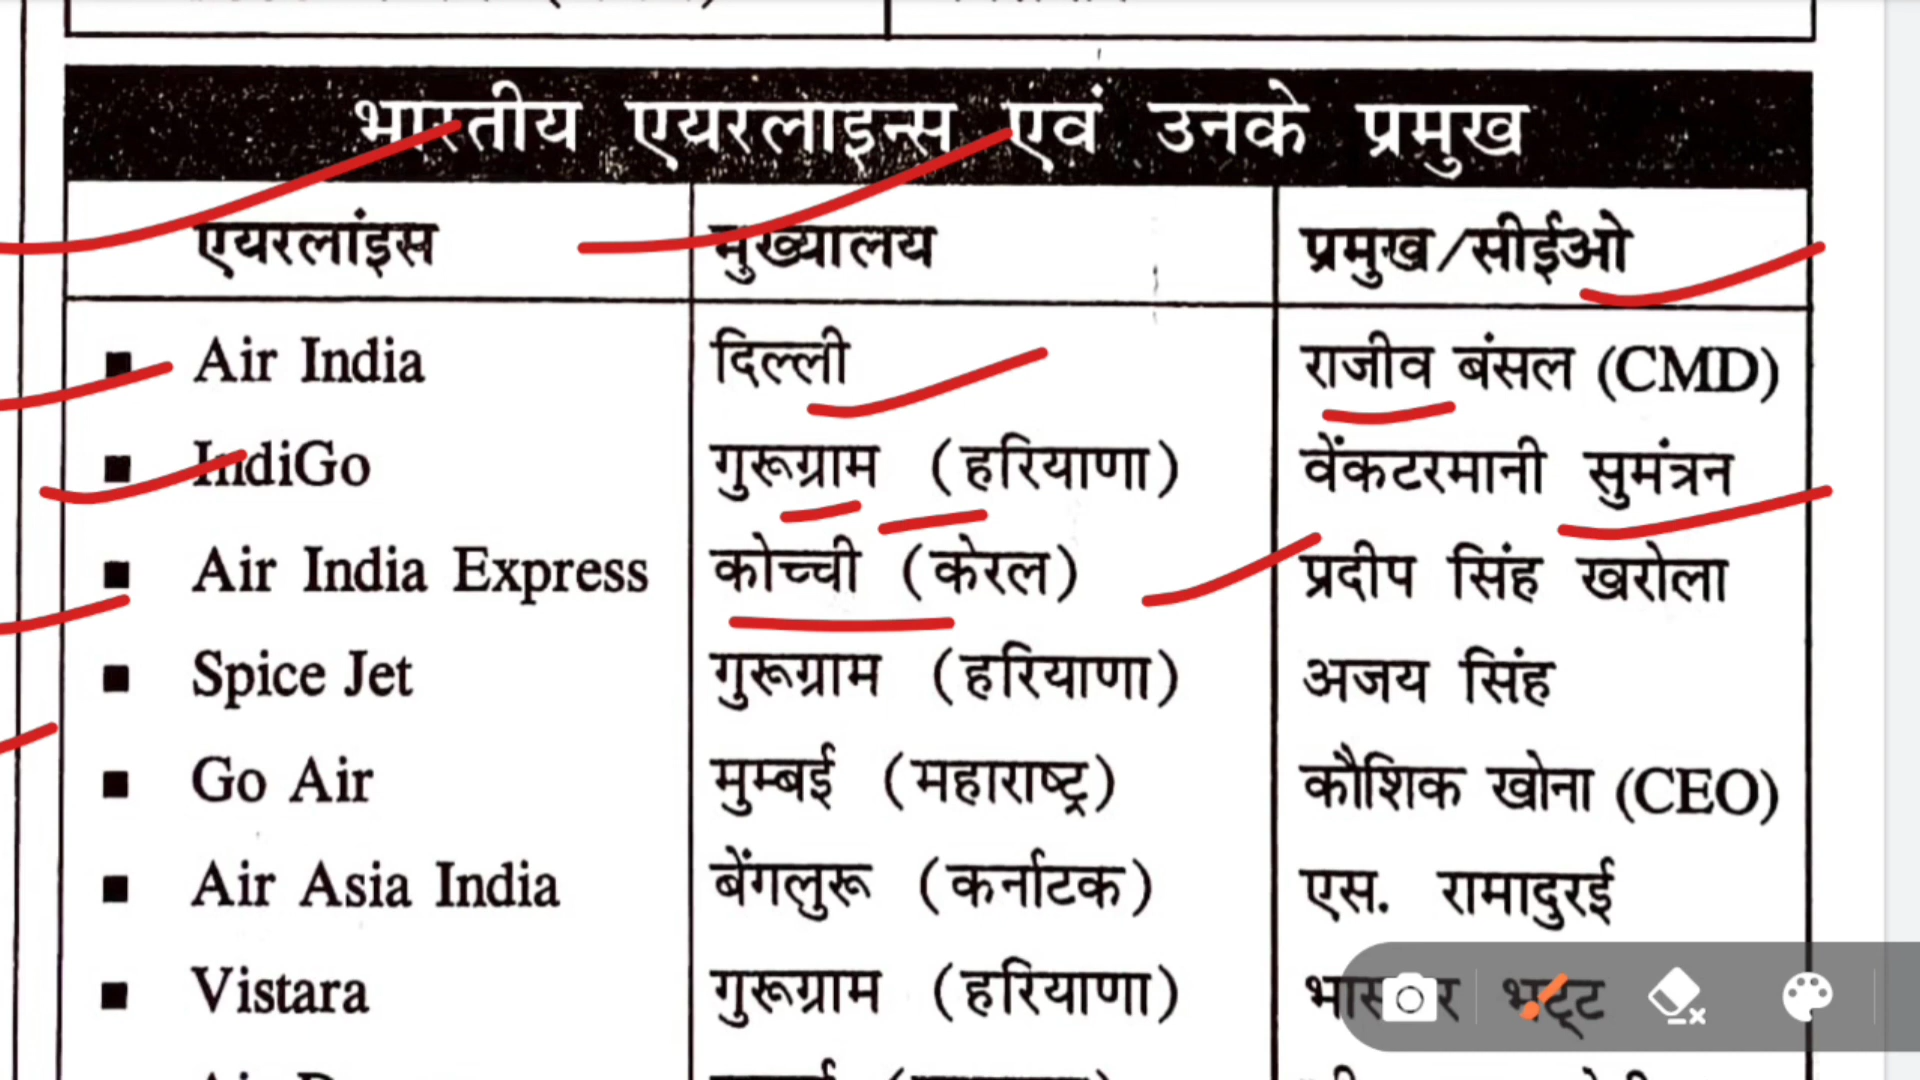 भारतीय एयरलाइन्स एवं उनके प्रमुख
एयरलांइस मुख्यालय प्रमुख/सीईओ
Air India दिल्ली राजीव बंसल (CMD)
IndiGo गुरूग्राम (हरियाणा) वेंकटरमानी सुमंत्रन
Air India Express कोच्ची (केरल) प्रदीप सिंह खरोला
Spice Jet गुरूग्राम (हरियाणा) अजय सिंह
Go Air मुम्बई (महाराष्ट्र) कौशिक खोना (CEO)
Air Asia India बेंगलुरू (कर्नाटक) एस. रामादुरई
Vistara गुरूग्राम (हरियाणा) भट्ट